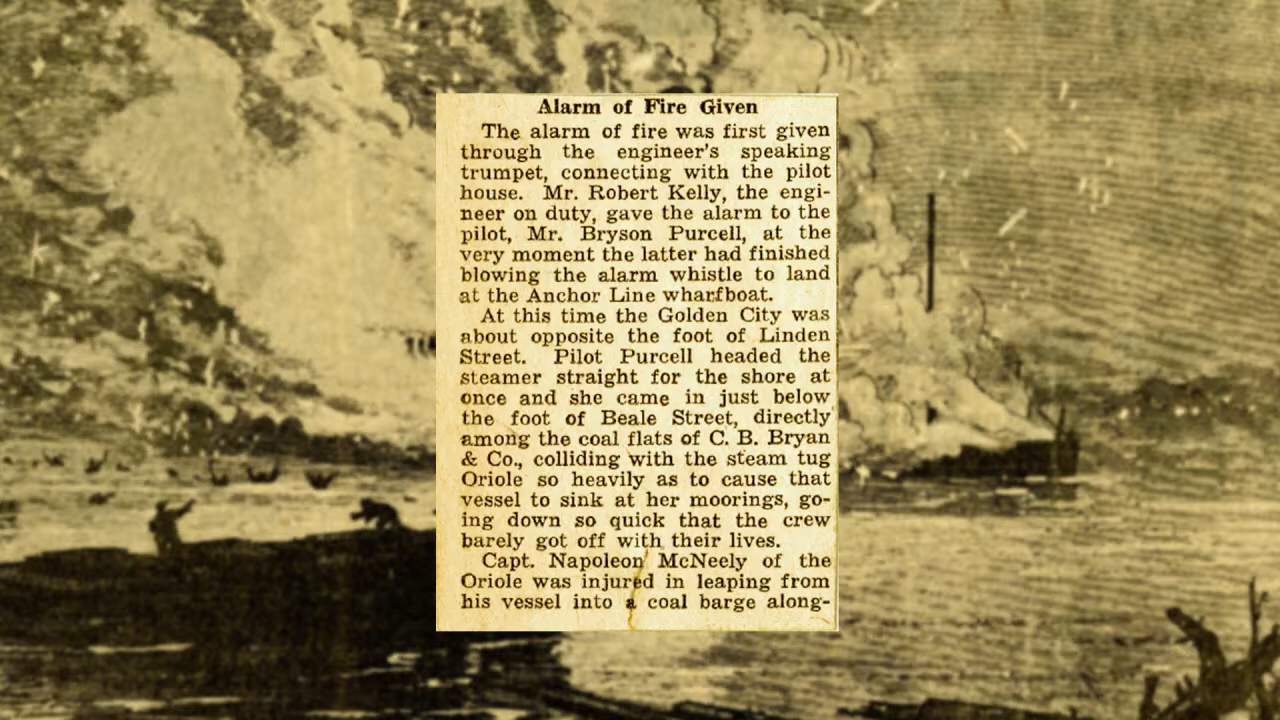 Alarm of Fire Given
The alarm of fire was first given
through the engineer's speaking
trumpet, connecting with the pilot
house. Mr. Robert Kelly, the engi-
neer on duty, gave the alarm to the
pilot, Mr. Bryson Purcell, at the
very moment the latter had finished
blowing the alarm whistle to land
at the Anchor Line wharfboat.
At this time the Golden City was
about opposite the foot of Linden
Street. Pilot Purcell headed the
steamer straight for the shore at
once and she came in just below
the foot of Beale Street, directly
among the coal flats of C. B. Bryan
& Co., colliding with the steam tug
Oriole so heavily as to cause that
vessel to sink at her moorings, go-
ing down so quick that the crew
barely got off with their lives.
Capt. Napoleon McNeely of the
Oriole was injured in leaping from
his vessel into a coal barge along-